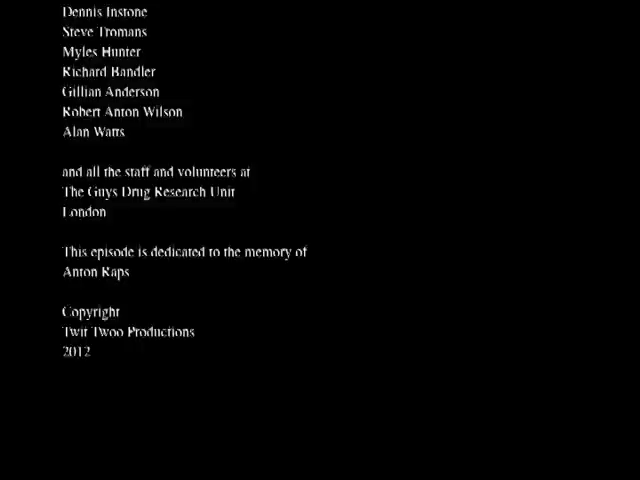 Dennis Instone
Steve Tromans
Myles Hunter
Richard Bandler
Gillian Anderson
Robert Anton Wilson
Alan Watts
and all the staff and volunteers at
The Guys Drug Research Unit
London
This episode is dedicated to the memory of
Anton Raps
Copyright
Twit Twoo Productions
2012